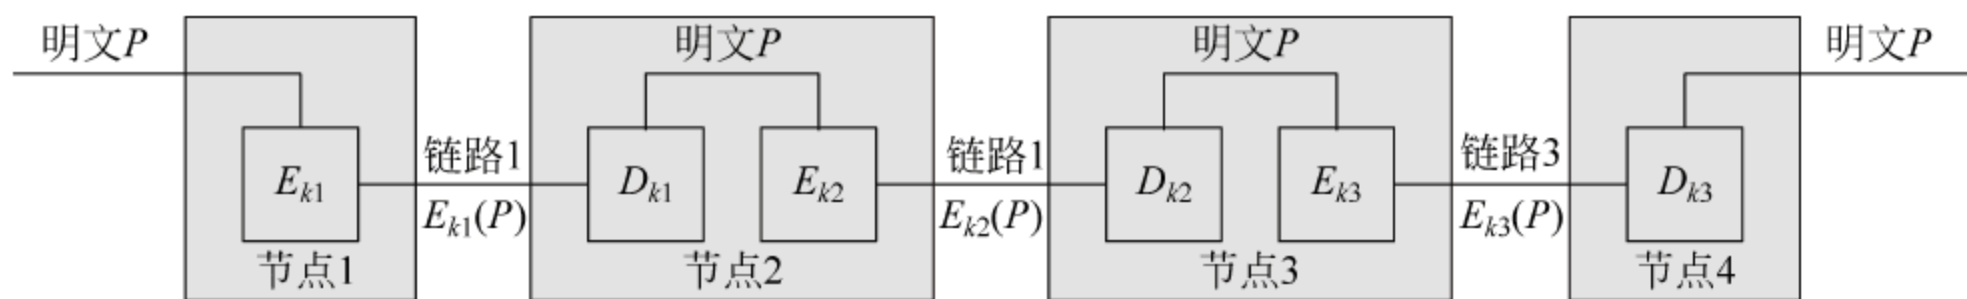 明文P
明文P
明文P
明文P
链路1
链路1
链路3
Ek1
Dk1
Ek2
Dk2
Ek3
Dk3
Ek1(P)
Ek2(P)
Ek3(P)
节点1
节点2
节点3
节点4